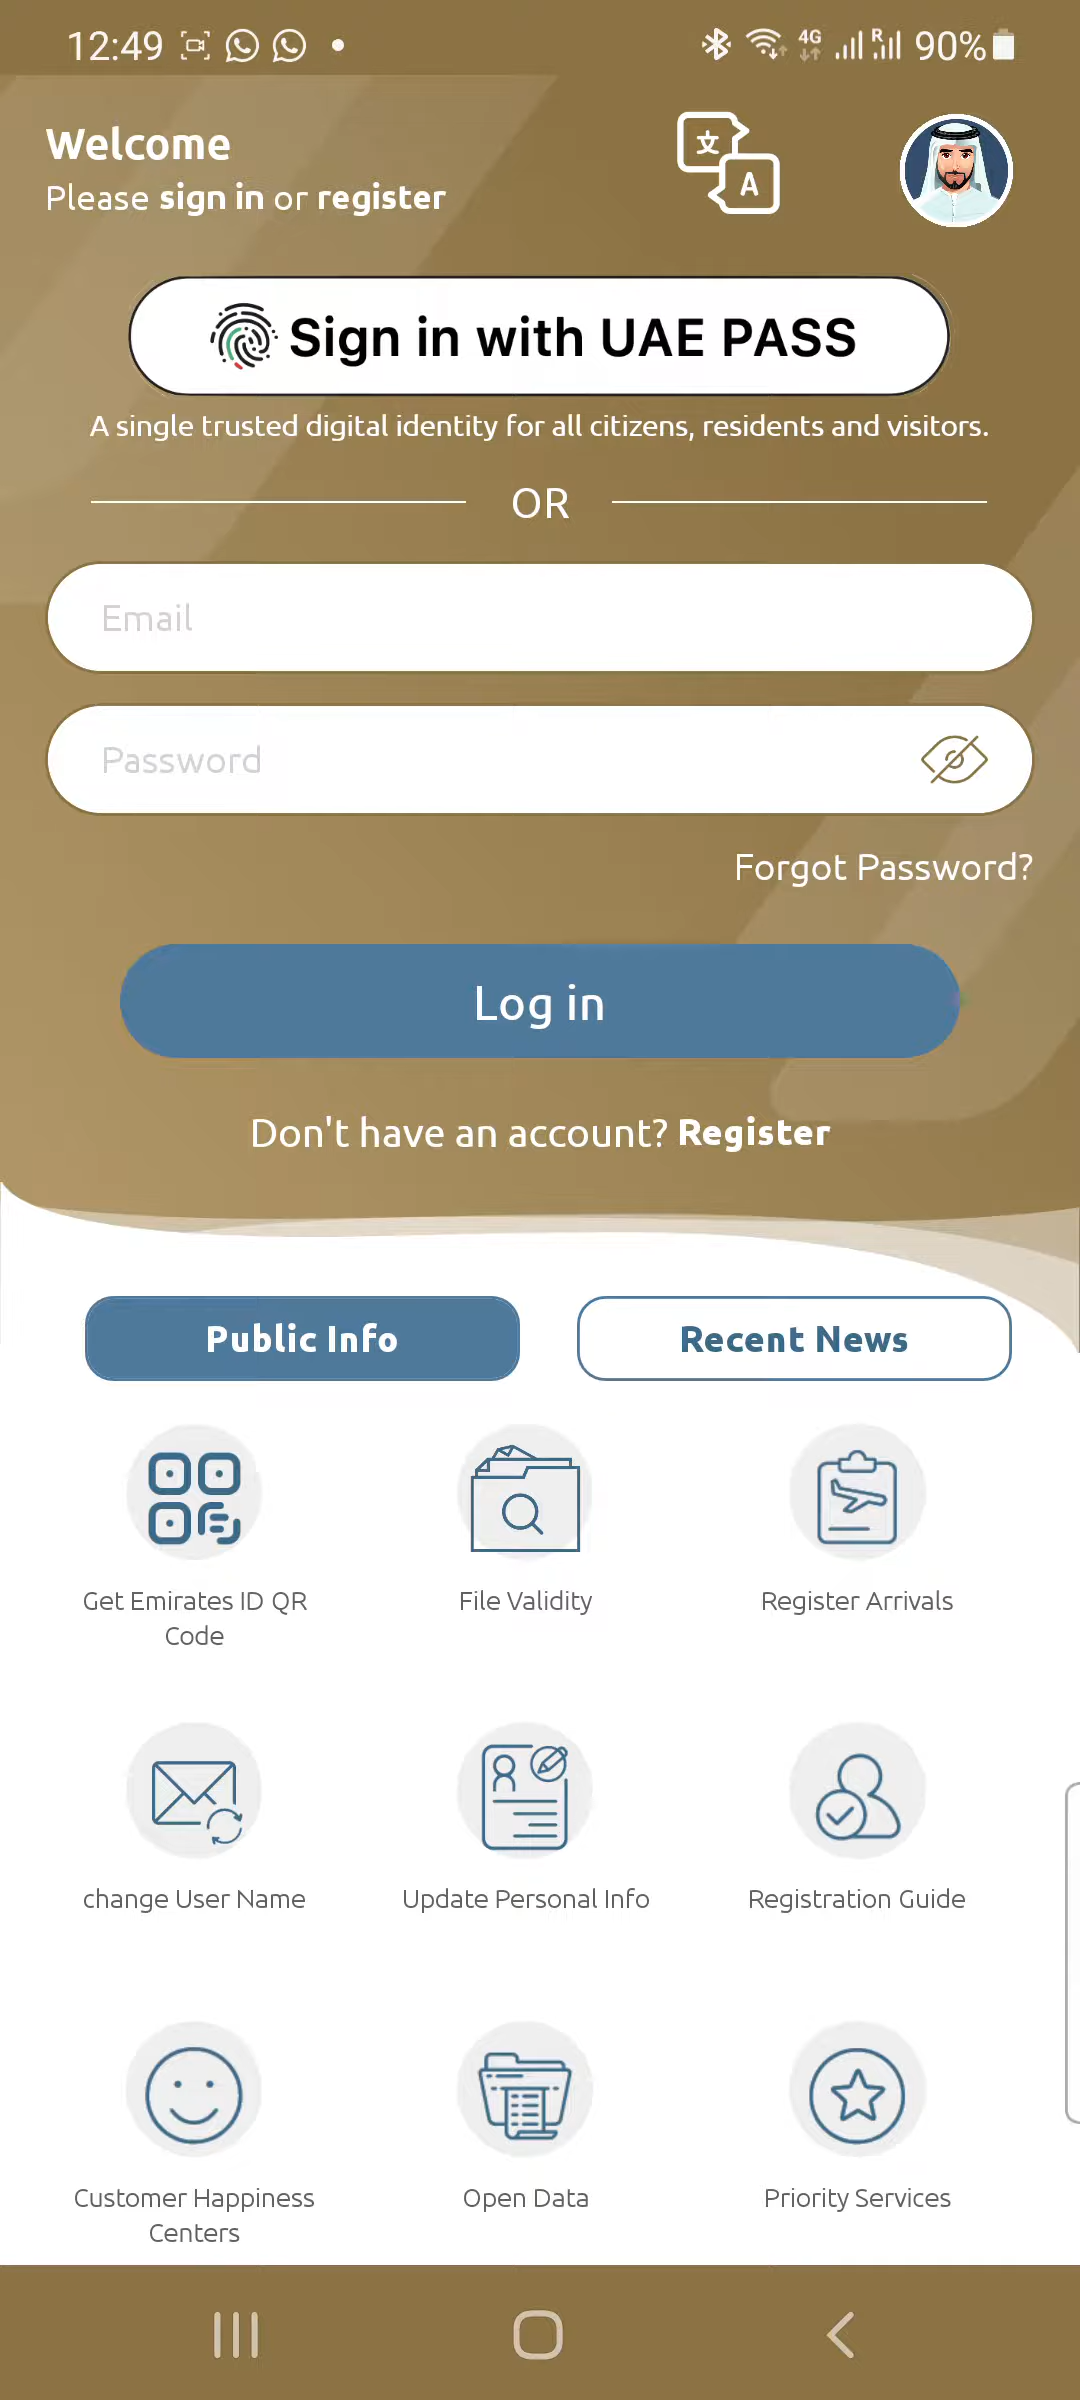 12:49
4G
R
90%
Welcome
Please sign in or register
文
A
Sign in with UAE PASS
A single trusted digital identity for all citizens, residents and visitors.
OR
Email
Password
Forgot Password?
Log in
Don't have an account? Register
Public Info
Recent News
Get Emirates ID QR
Code
File Validity
Register Arrivals
change User Name
Update Personal Info
Registration Guide
Customer Happiness
Centers
Open Data
Priority Services